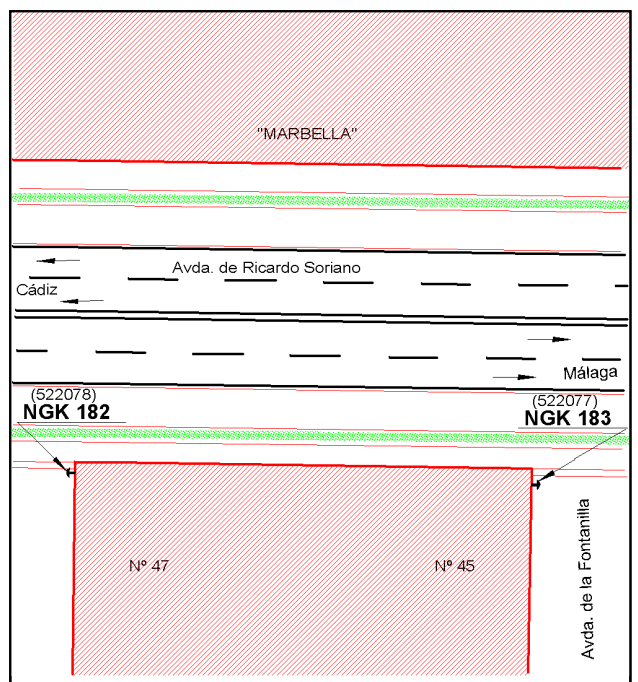 "MARBELLA"
Avda. de Ricardo Soriano
Cádiz
Málaga
(522078)
NGK 182
(522077)
NGK 183
Nº 47
Nº 45
Avda. de la Fontanilla